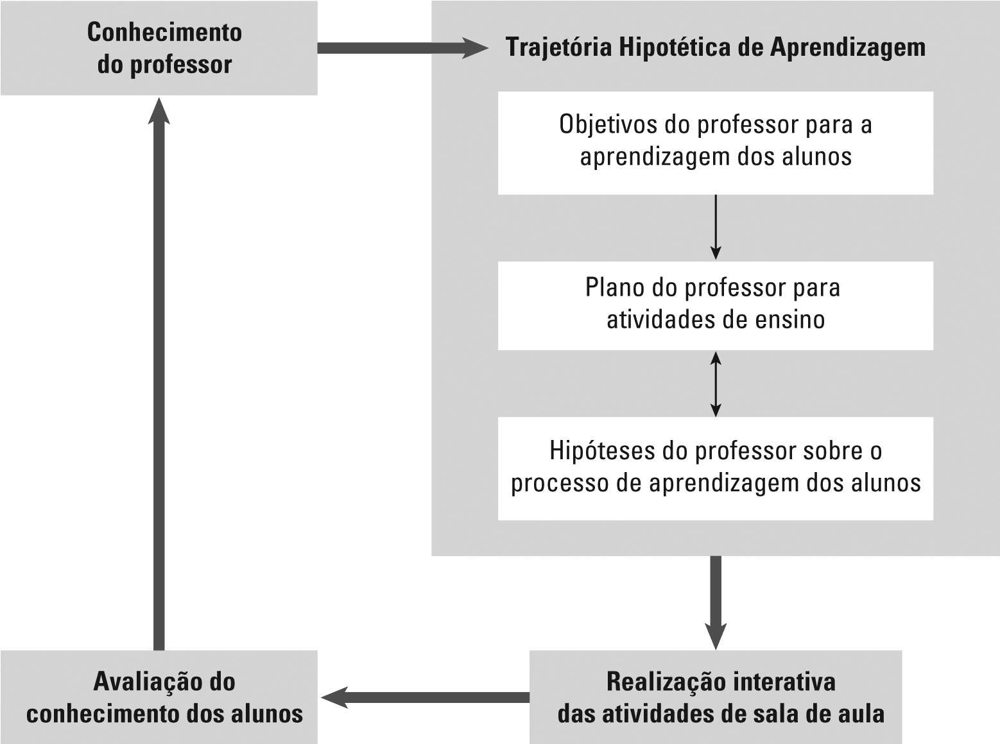 Conhecimento
do professor
Trajetória Hipotética de Aprendizagem
Objetivos do professor para a
aprendizagem dos alunos
Plano do professor para
atividades de ensino
Hipóteses do professor sobre o
processo de aprendizagem dos alunos
Realização interativa
das atividades de sala de aula
Avaliação do
conhecimento dos alunos